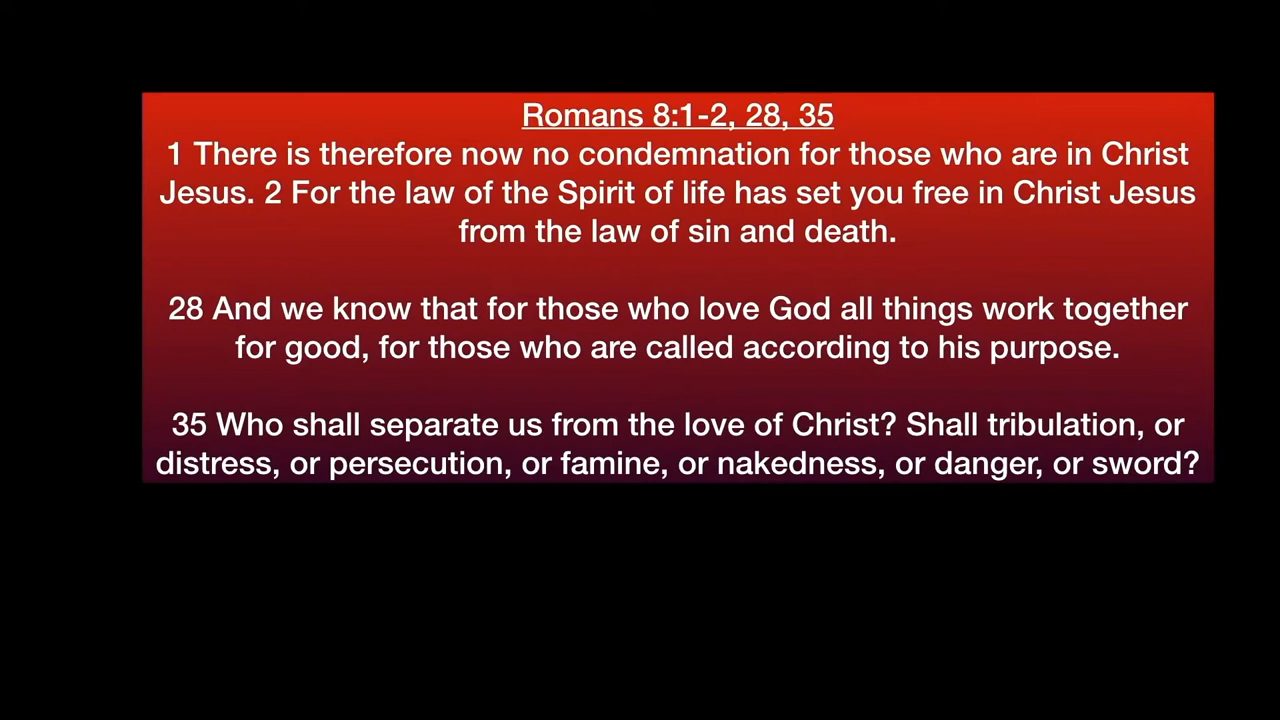 Romans 8:1-2, 28, 35
1 There is therefore now no condemnation for those who are in Christ
Jesus. 2 For the law of the Spirit of life has set you free in Christ Jesus
from the law of sin and death.
28 And we know that for those who love God all things work together
for good, for those who are called according to his purpose.
35 Who shall separate us from the love of Christ? Shall tribulation, or
distress, or persecution, or famine, or nakedness, or danger, or sword?